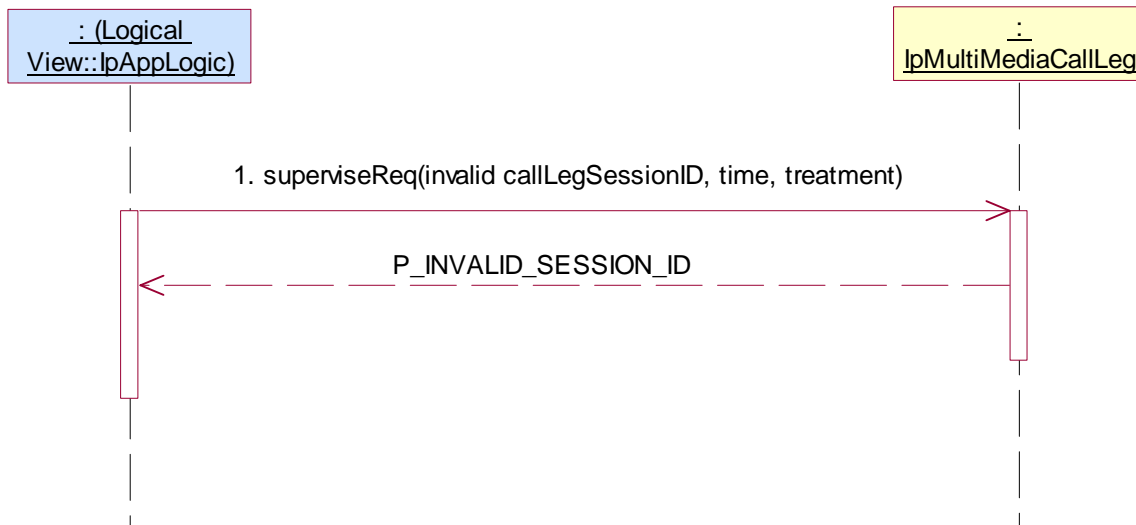 : (Logical
View::IpAppLogic)
:
IpMultiMediaCallLeg
1. superviseReq(invalid callLegSessionID, time, treatment)
P_INVALID_SESSION_ID